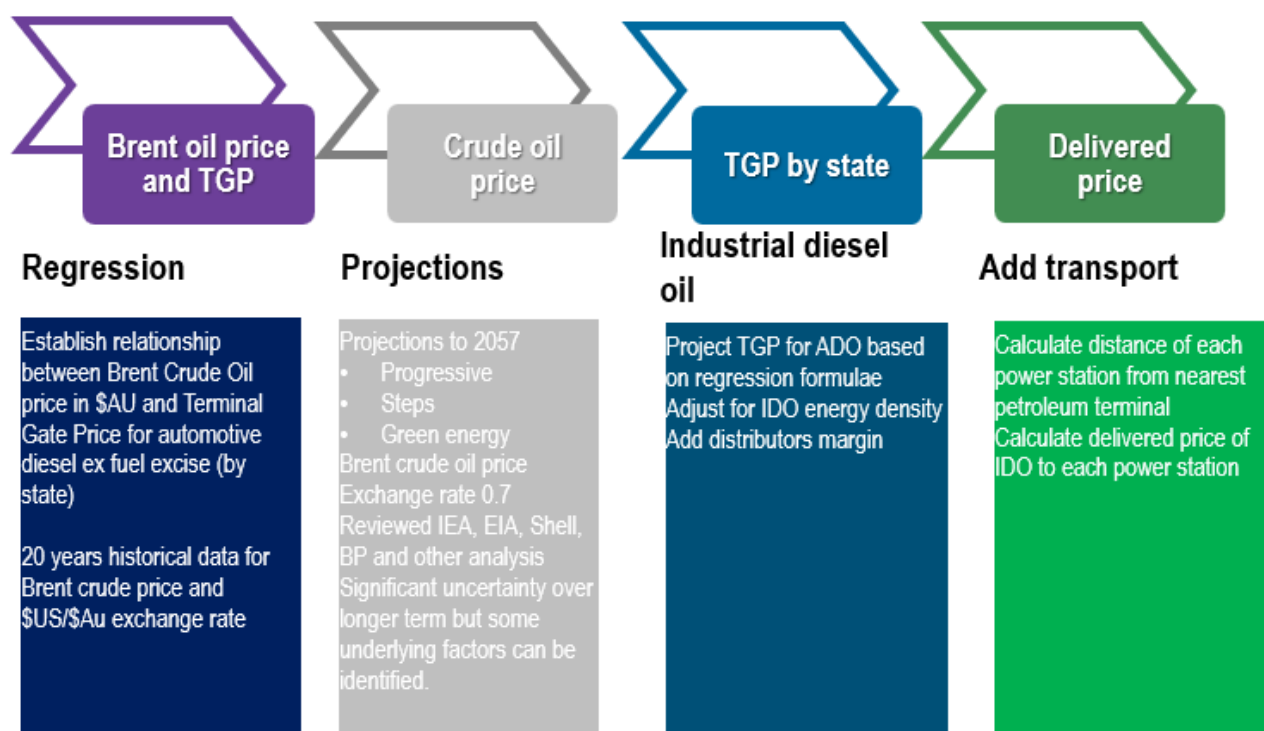 Brent oil price
and TGP
Crude oil
price
TGP by state
Delivered
price
Regression
Projections
Industrial diesel
oil
Add transport
Establish relationship
between Brent Crude Oil
price in $AU and Terminal
Gate Price for automotive
diesel ex fuel excise (by
state)
20 years historical data for
Brent crude price and
$US/$Au exchange rate
Projections to 2057
• Progressive
• Steps
• Green energy
Brent crude oil price
Exchange rate 0.7
Reviewed IEA, EIA, Shell,
BP and other analysis
Significant uncertainty over
longer term but some
underlying factors can be
identified.
Project TGP for ADO based
on regression formulae
Adjust for IDO energy density
Add distributors margin
Calculate distance of each
power station from nearest
petroleum terminal
Calculate delivered price of
IDO to each power station